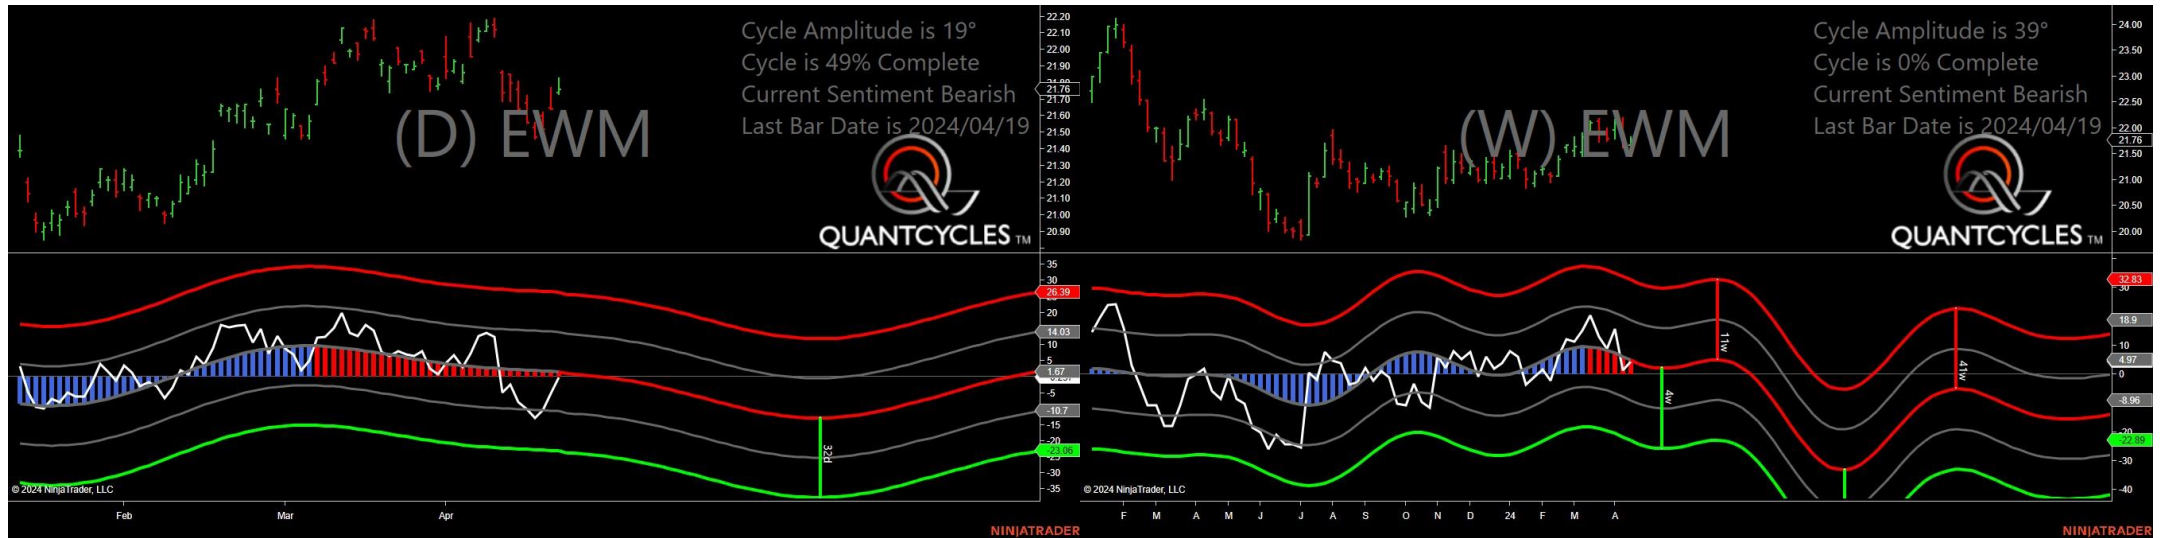 Cycle Amplitude is 19°
Cycle is 49% Complete
Current Sentiment Bearish
Last Bar Date is 2024/04/19
(D) EWM
QUANTCYCLES TM
22.20
22.10
22.00
21.90
21.76
21.70
21.60
21.50
21.40
21.30
21.20
21.10
21.00
20.90
35
30
26.39
20
14.03
10
5
1.67
-5
-10.7
-15
-20
-23.06
-30
-35
32d
© 2024 NinjaTrader, LLC
Feb Mar Apr
NINJATRADER
Cycle Amplitude is 39°
Cycle is 0% Complete
Current Sentiment Bearish
Last Bar Date is 2024/04/19
(W) EWM
QUANTCYCLES TM
24.00
23.50
23.00
22.50
22.00
21.76
21.50
21.00
20.50
20.00
32.83
30
18.9
10
4.97
0
-8.96
-20
-22.89
-30
-40
11w
4w
41w
© 2024 NinjaTrader, LLC
F M A M J J A S O N D 24 F M A
NINJATRADER